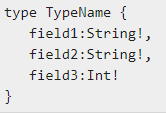 type TypeName {
   field1:String!,
   field2:String!,
   field3:Int!
}